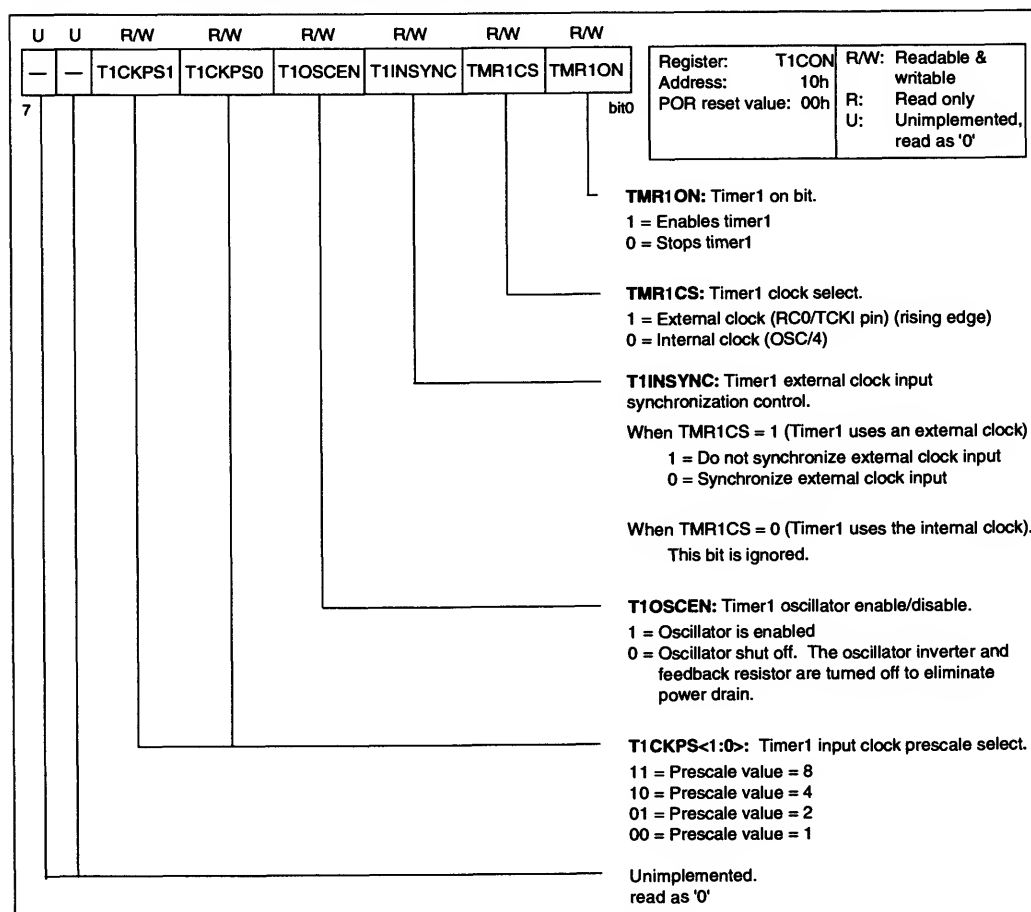 U U R/W R/W R/W R/W R/W R/W
— — T1CKPS1 T1CKPS0 T1OSCEN T1INSYNC TMR1CS TMR1ON
7 bit0
Register: T1CON
Address: 10h
POR reset value: 00h
R/W: Readable &
writable
R: Read only
U: Unimplemented,
read as '0'
TMR1ON: Timer1 on bit.
1 = Enables timer1
0 = Stops timer1
TMR1CS: Timer1 clock select.
1 = External clock (RC0/TCKI pin) (rising edge)
0 = Internal clock (OSC/4)
T1INSYNC: Timer1 external clock input
synchronization control.
When TMR1CS = 1 (Timer1 uses an external clock)
1 = Do not synchronize external clock input
0 = Synchronize external clock input
When TMR1CS = 0 (Timer1 uses the internal clock).
This bit is ignored.
T1OSCEN: Timer1 oscillator enable/disable.
1 = Oscillator is enabled
0 = Oscillator shut off. The oscillator inverter and
feedback resistor are turned off to eliminate
power drain.
T1CKPS<1:0>: Timer1 input clock prescale select.
11 = Prescale value = 8
10 = Prescale value = 4
01 = Prescale value = 2
00 = Prescale value = 1
Unimplemented.
read as '0'